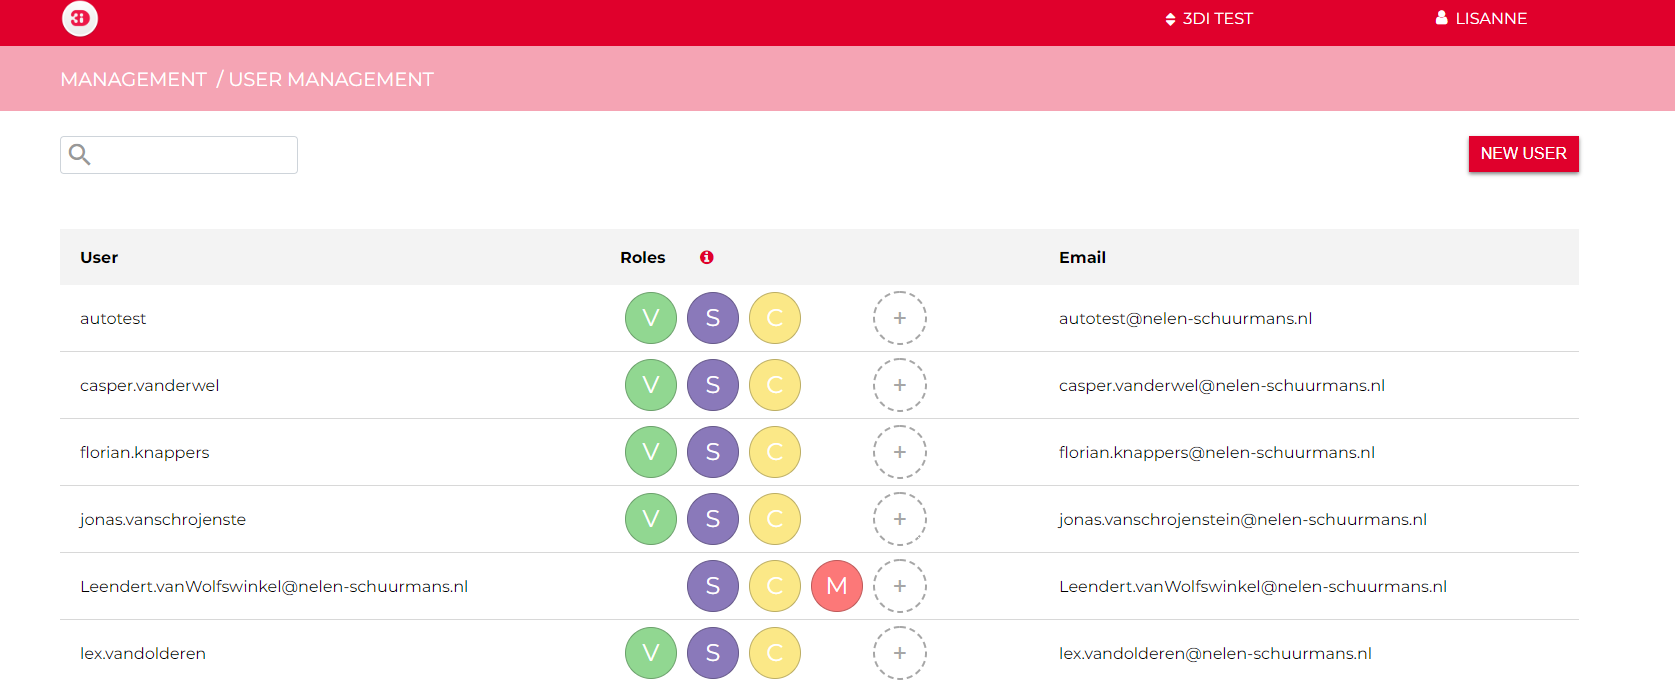 3i 3DI TEST LISANNE
MANAGEMENT / USER MANAGEMENT
NEW USER
User Roles Email
autotest V S C + autotest@nelen-schuurmans.nl
casper.vanderwel V S C + casper.vanderwel@nelen-schuurmans.nl
florian.knappers V S C + florian.knappers@nelen-schuurmans.nl
jonas.vanschrojenste V S C + jonas.vanschrojenstein@nelen-schuurmans.nl
Leendert.vanWolfswinkel@nelen-schuurmans.nl S C M + Leendert.vanWolfswinkel@nelen-schuurmans.nl
lex.vandolderen V S C + lex.vandolderen@nelen-schuurmans.nl